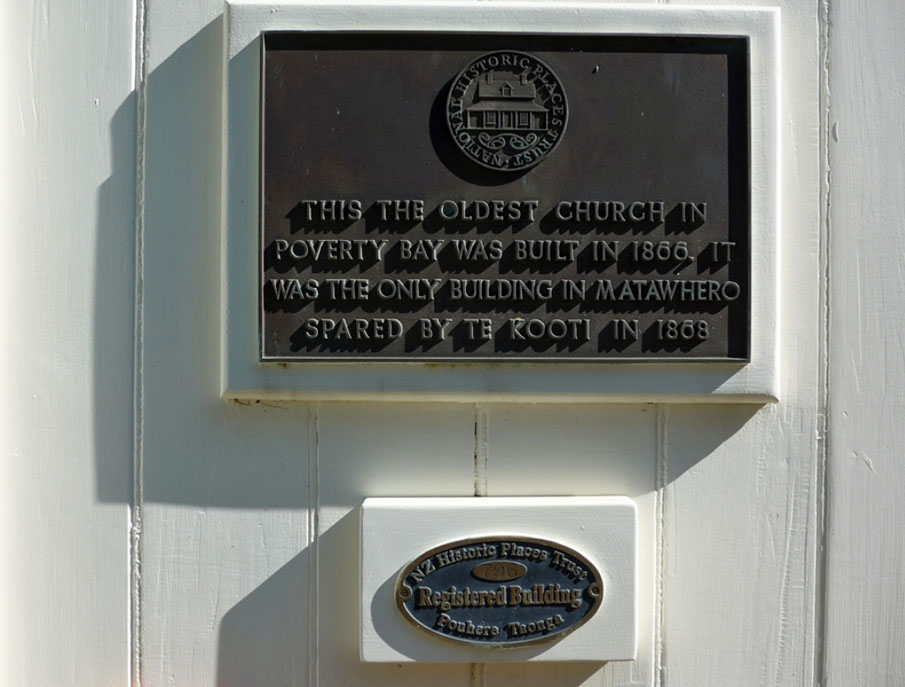 NATIONAL HISTORIC PLACES TRUST
THIS THE OLDEST CHURCH IN
POVERTY BAY WAS BUILT IN 1866. IT
WAS THE ONLY BUILDING IN MATAWHERO
SPARED BY TE KOOTI IN 1868
NZ Historic Places Trust
796
Registered Building
Pouhere Taonga